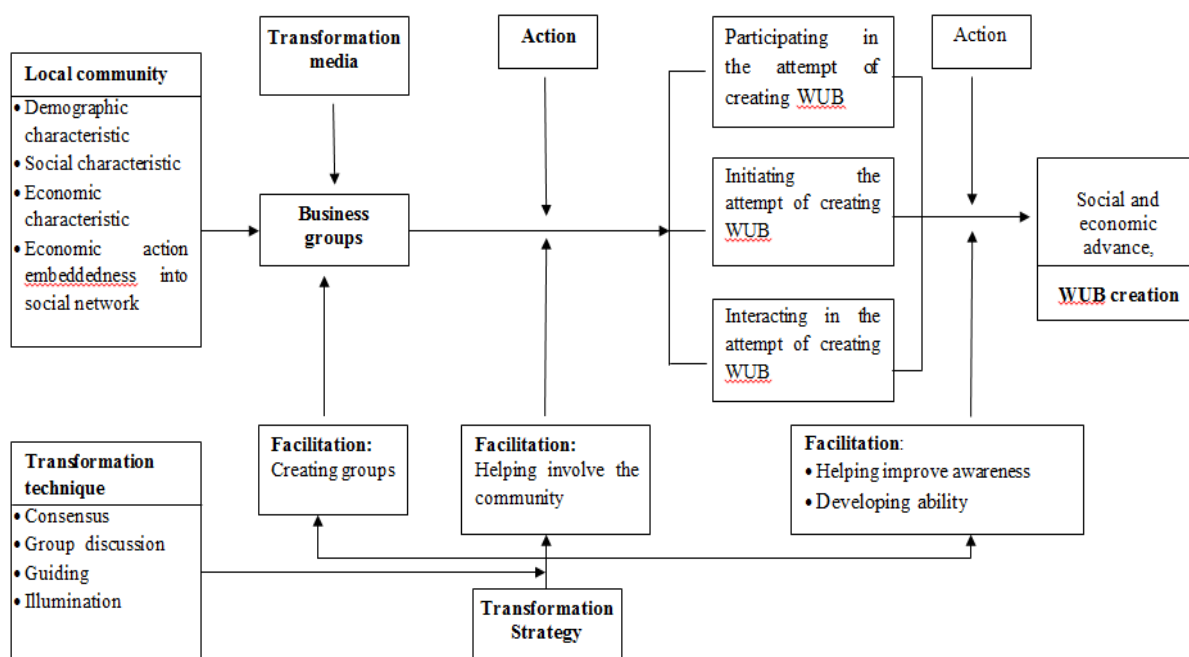 Transformation
media
Action
Participating in
the attempt of
creating WUB
Action
Local community
• Demographic
characteristic
• Social characteristic
• Economic
characteristic
• Economic action
embeddedness into
social network
Business
groups
Initiating the
attempt of creating
WUB
Social and
economic
advance,
WUB creation
Interacting in the
attempt of creating
WUB
Facilitation:
Creating groups
Facilitation:
Helping involve the
community
Facilitation:
• Helping improve awareness
• Developing ability
Transformation
technique
• Consensus
• Group discussion
• Guiding
• Illumination
Transformation
Strategy